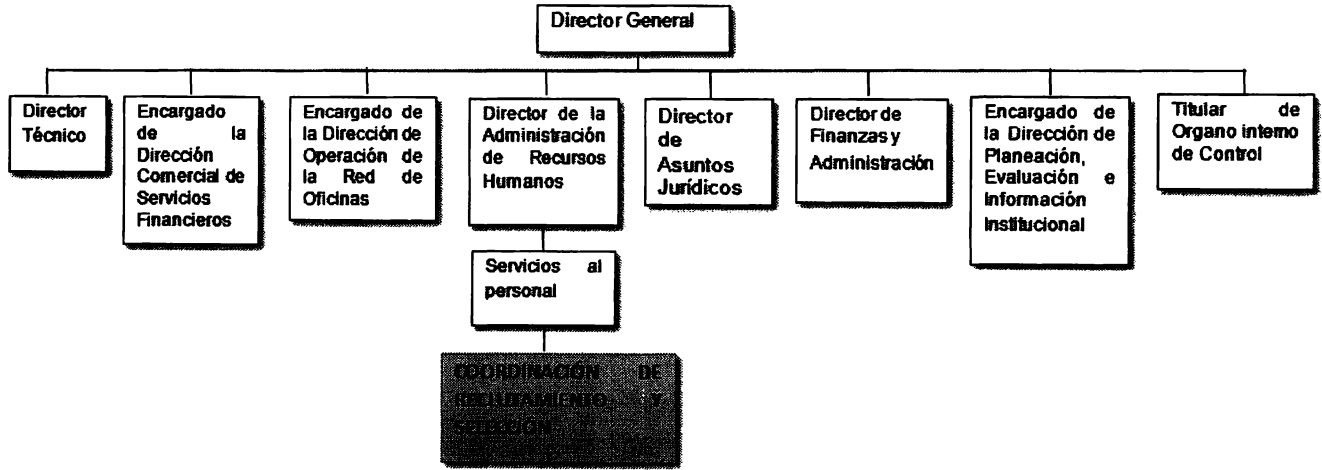 Director General
Director
Técnico
Encargado
de la
Dirección
Comercial de
Servicios
Financieros
Encargado de
la Dirección de
Operación de
la Red de
Oficinas
Director de la
Administración
de Recursos
Humanos
Director
de
Asuntos
Jurídicos
Director de
Finanzas y
Administración
Encargado de
la Dirección de
Planeación,
Evaluación e
Información
Institucional
Titular de
Organo interno
de Control
Servicios al
personal
COORDINACIÓN DE
RECLUTAMIENTO Y
SELECCIÓN